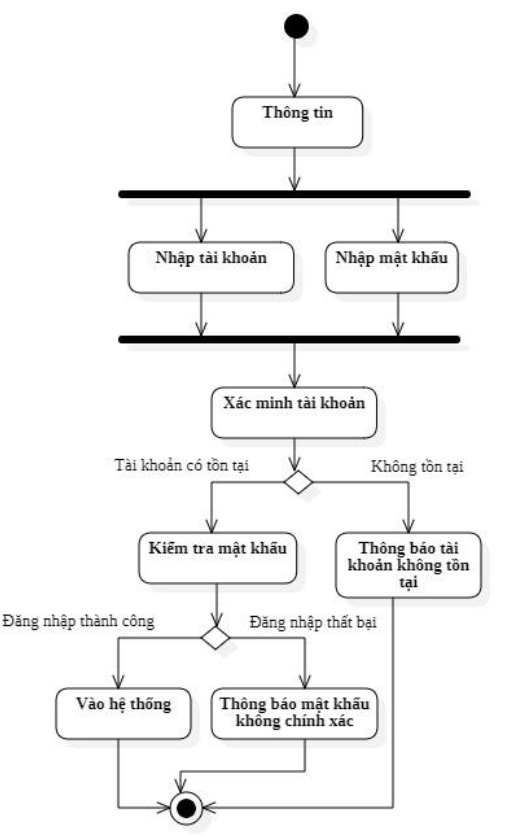 Thông tin
Nhập tài khoản
Nhập mật khẩu
Xác minh tài khoản
Tài khoản có tồn tại
Không tồn tại
Kiểm tra mật khẩu
Thông báo tài
khoản không tồn
tại
Đăng nhập thành công
Đăng nhập thất bại
Vào hệ thống
Thông báo mật khẩu
không chính xác